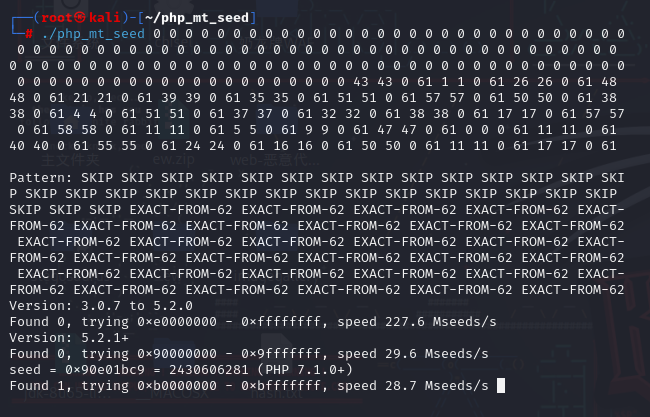 ┌──(root㉿kali)-[~/php_mt_seed]
└─# ./php_mt_seed 0 0 0 0 0 0 0 0 0 0 0 0 0 0 0 0 0 0 0 0 0 0 0 0 0 0 0 0 0 0
0 0 0 0 0 0 0 0 0 0 0 0 0 0 0 0 0 0 0 0 0 0 0 0 0 0 0 0 0 0 0 0 0 0 0 0 0 0
0 0 0 0 0 0 0 0 0 0 0 0 0 0 0 0 0 0 0 0 0 0 0 0 0 0 0 0 0 0 0 0 0 0 0 0 0 0 0
0 0 0 0 0 0 0 0 0 0 0 0 0 0 0 0 0 0 0 0 0 43 43 0 61 1 1 0 61 26 26 0 61 48
48 0 61 21 21 0 61 39 39 0 61 35 35 0 61 51 51 0 61 57 57 0 61 50 50 0 61 38
38 0 61 4 4 0 61 51 51 0 61 37 37 0 61 32 32 0 61 38 38 0 61 17 17 0 61 57 57
0 61 58 58 0 61 11 11 0 61 5 5 0 61 9 9 0 61 47 47 0 61 0 0 0 61 11 11 0 61
40 40 0 61 55 55 0 61 24 24 0 61 16 16 0 61 50 50 0 61 11 11 0 61 17 17 0 61
Pattern: SKIP SKIP SKIP SKIP SKIP SKIP SKIP SKIP SKIP SKIP SKIP SKIP SKIP SKI
P SKIP SKIP SKIP SKIP SKIP SKIP SKIP SKIP SKIP SKIP SKIP SKIP SKIP SKIP SKIP
SKIP SKIP SKIP EXACT-FROM-62 EXACT-FROM-62 EXACT-FROM-62 EXACT-FROM-62 EXACT-
FROM-62 EXACT-FROM-62 EXACT-FROM-62 EXACT-FROM-62 EXACT-FROM-62 EXACT-FROM-62
EXACT-FROM-62 EXACT-FROM-62 EXACT-FROM-62 EXACT-FROM-62 EXACT-FROM-62 EXACT-
FROM-62 EXACT-FROM-62 EXACT-FROM-62 EXACT-FROM-62 EXACT-FROM-62 EXACT-FROM-62
EXACT-FROM-62 EXACT-FROM-62 EXACT-FROM-62 EXACT-FROM-62 EXACT-FROM-62 EXACT-
FROM-62 EXACT-FROM-62 EXACT-FROM-62 EXACT-FROM-62 EXACT-FROM-62 EXACT-FROM-62
Version: 3.0.7 to 5.2.0
Found 0, trying 0×e0000000 - 0×ffffffff, speed 227.6 Mseeds/s
Version: 5.2.1+
Found 0, trying 0×90000000 - 0×9fffffff, speed 29.6 Mseeds/s
seed = 0×90e01bc9 = 2430606281 (PHP 7.1.0+)
Found 1, trying 0×b0000000 - 0×bfffffff, speed 28.7 Mseeds/s